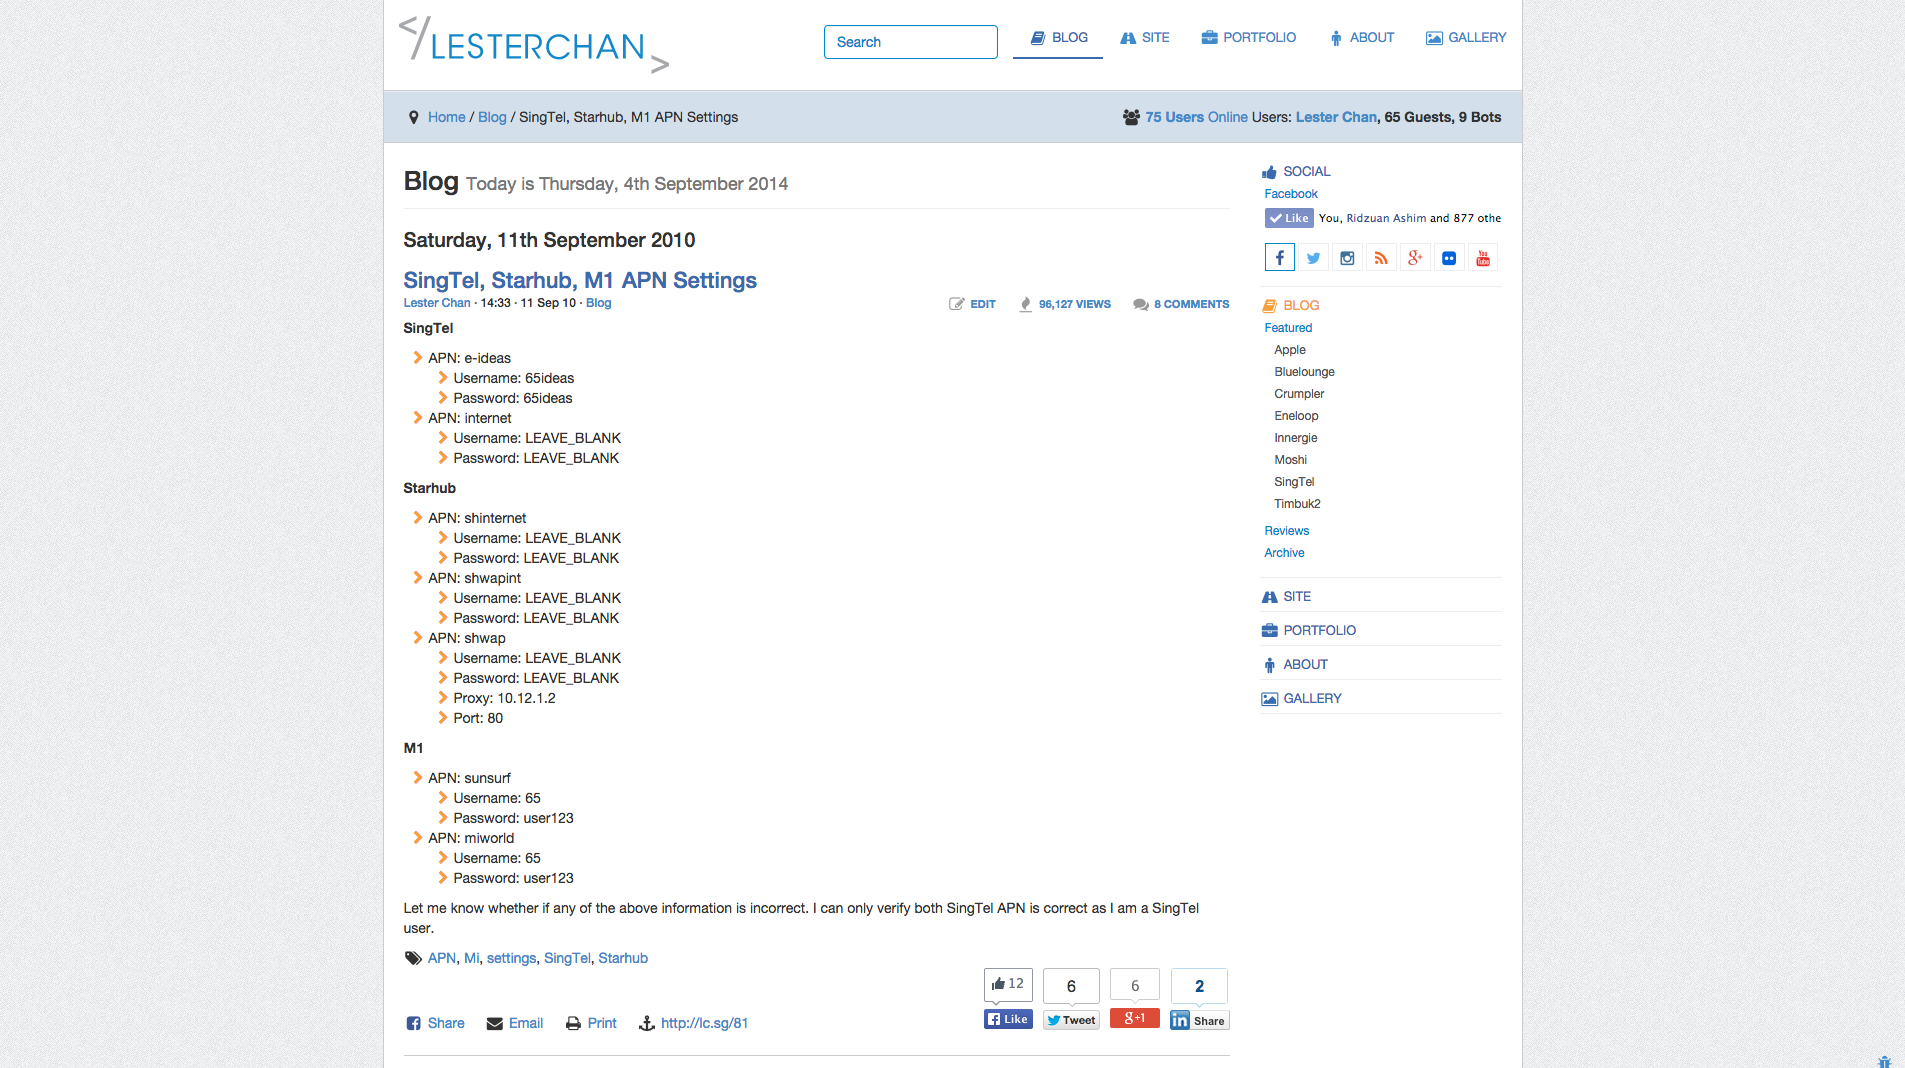 </LESTERCHAN>
Search
BLOG
SITE
PORTFOLIO
ABOUT
GALLERY
Home / Blog / SingTel, Starhub, M1 APN Settings
75 Users Online Users: Lester Chan, 65 Guests, 9 Bots
Blog Today is Thursday, 4th September 2014
Saturday, 11th September 2010
SingTel, Starhub, M1 APN Settings
Lester Chan · 14:33 · 11 Sep 10 · Blog
EDIT
96,127 VIEWS
8 COMMENTS
SingTel
APN: e-ideas
Username: 65ideas
Password: 65ideas
APN: internet
Username: LEAVE_BLANK
Password: LEAVE_BLANK
Starhub
APN: shinternet
Username: LEAVE_BLANK
Password: LEAVE_BLANK
APN: shwapint
Username: LEAVE_BLANK
Password: LEAVE_BLANK
APN: shwap
Username: LEAVE_BLANK
Password: LEAVE_BLANK
Proxy: 10.12.1.2
Port: 80
M1
APN: sunsurf
Username: 65
Password: user123
APN: miworld
Username: 65
Password: user123
Let me know whether if any of the above information is incorrect. I can only verify both SingTel APN is correct as I am a SingTel
user.
APN, Mi, settings, SingTel, Starhub
Share
Email
Print
http://lc.sg/81
12
Like
6
Tweet
6
g+1
2
in Share
SOCIAL
Facebook
Like You, Ridzuan Ashim and 877 othe
f
g+
You Tube
BLOG
Featured
Apple
Bluelounge
Crumpler
Eneloop
Innergie
Moshi
SingTel
Timbuk2
Reviews
Archive
SITE
PORTFOLIO
ABOUT
GALLERY